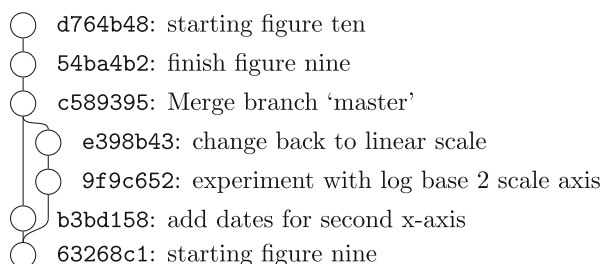 d764b48: starting figure ten
54ba4b2: finish figure nine
c589395: Merge branch ‘master’
e398b43: change back to linear scale
9f9c652: experiment with log base 2 scale axis
b3bd158: add dates for second x-axis
63268c1: starting figure nine